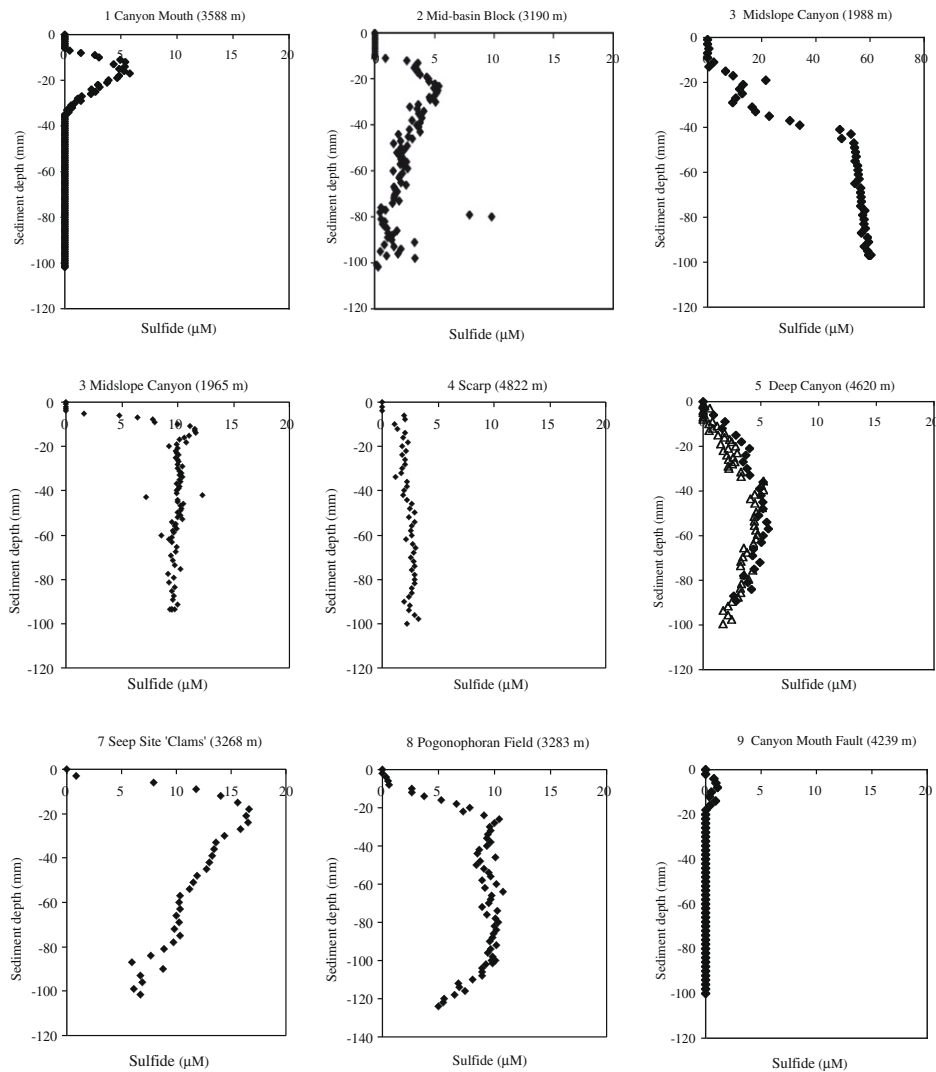 1 Canyon Mouth (3588 m)
0 5 10 15 20
0
-20
-40
-60
-80
-100
-120
Sediment depth (mm)
Sulfide (µM)
2 Mid-basin Block (3190 m)
0 5 10 15 20
0
-20
-40
-60
-80
-100
-120
Sediment depth (mm)
Sulfide (µM)
3 Midslope Canyon (1988 m)
0 20 40 60 80
0
-20
-40
-60
-80
-100
-120
Sediment depth (mm)
Sulfide (µM)
3 Midslope Canyon (1965 m)
0 5 10 15 20
0
-20
-40
-60
-80
-100
-120
Sediment depth (mm)
Sulfide (µM)
4 Scarp (4822 m)
0 5 10 15 20
0
-20
-40
-60
-80
-100
-120
Sediment depth (mm)
Sulfide (µM)
5 Deep Canyon (4620 m)
0 5 10 15 20
0
-20
-40
-60
-80
-100
-120
Sediment depth (mm)
Sulfide (µM)
7 Seep Site 'Clams' (3268 m)
0 5 10 15 20
0
-20
-40
-60
-80
-100
-120
Sediment depth (mm)
Sulfide (µM)
8 Pogonophoran Field (3283 m)
0 5 10 15 20
0
-20
-40
-60
-80
-100
-120
-140
Sediment depth (mm)
Sulfide (µM)
9 Canyon Mouth Fault (4239 m)
0 5 10 15 20
0
-20
-40
-60
-80
-100
-120
Sediment depth (mm)
Sulfide (µM)